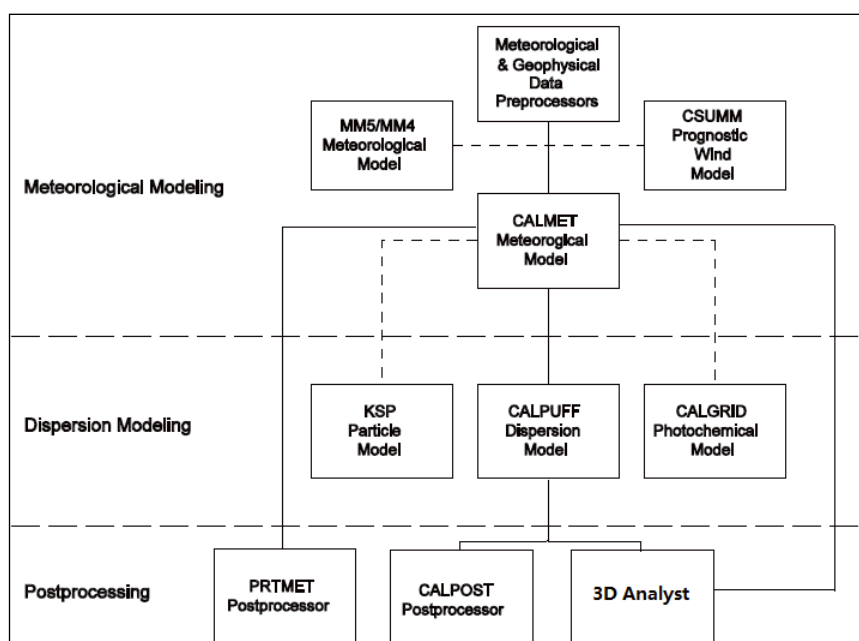 Meteorological
& Geophysical
Data
Preprocessors
MM5/MM4
Meteorological
Model
CSUMM
Prognostic
Wind
Model
Meteorological Modeling
CALMET
Meteorogical
Model
KSP
Particle
Model
CALPUFF
Dispersion
Model
CALGRID
Photochemical
Model
Dispersion Modeling
PRTMET
Postprocessor
CALPOST
Postprocessor
3D Analyst
Postprocessing